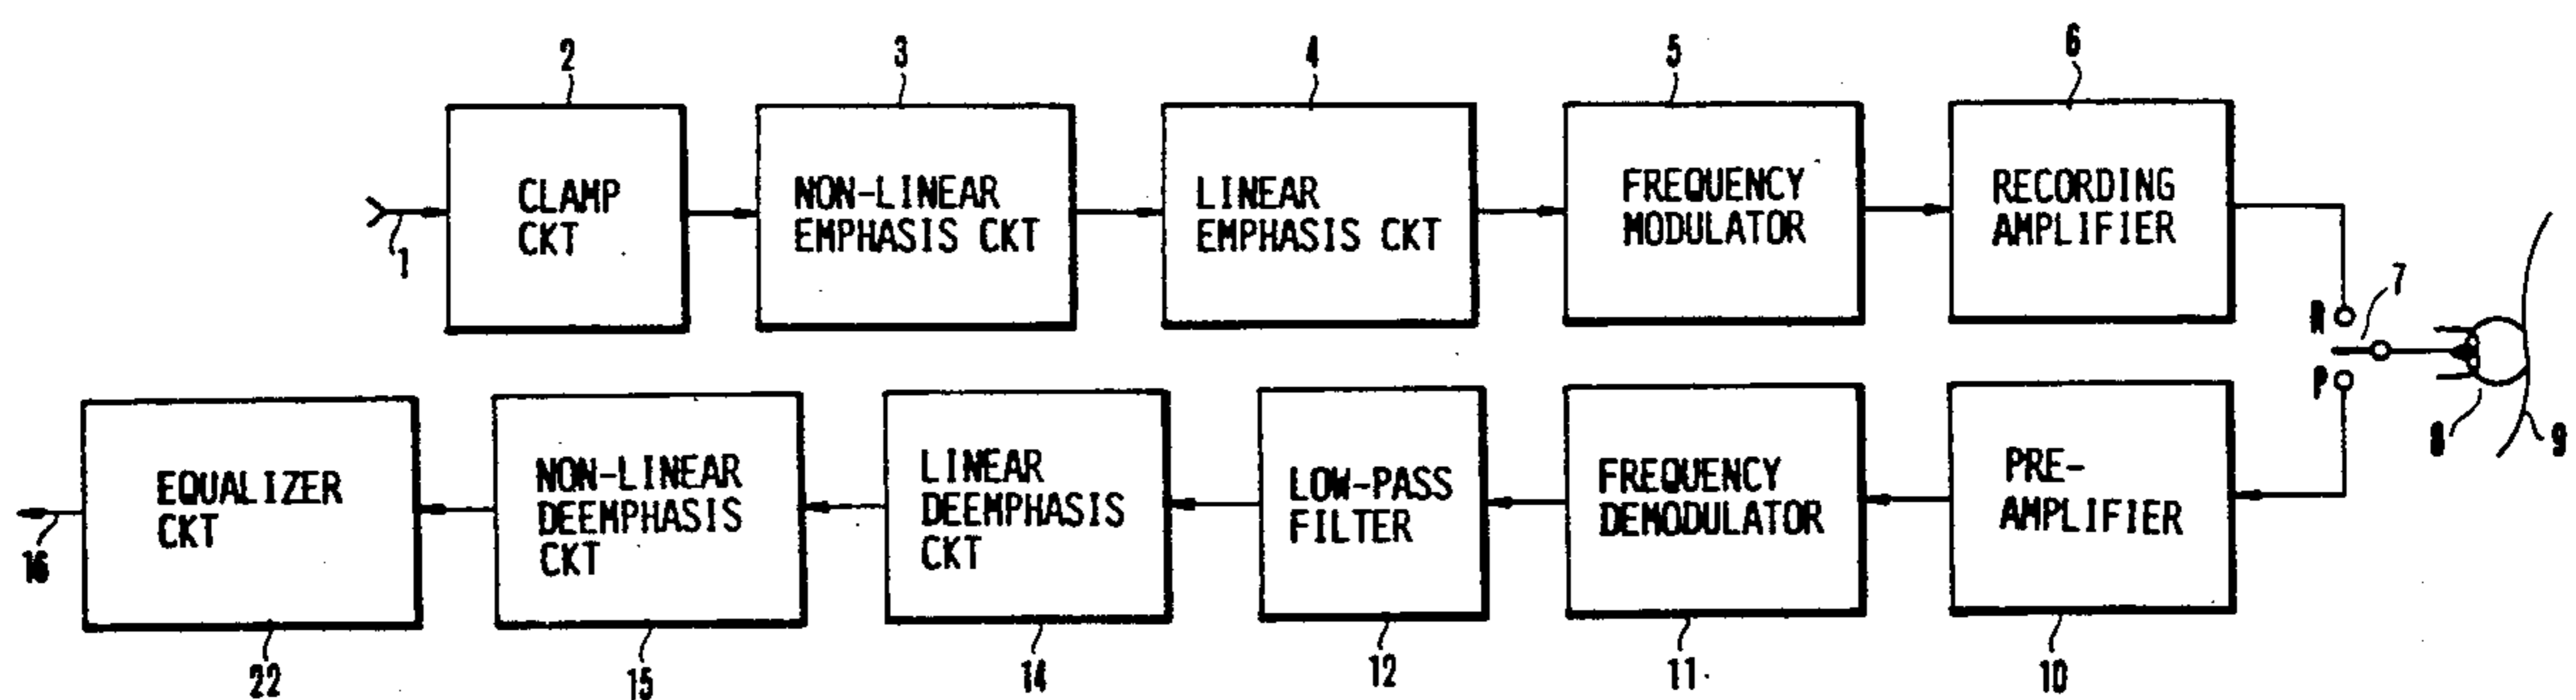 2
3
4
5
6
CLAMP
CKT
NON-LINEAR
EMPHASIS CKT
LINEAR
EMPHASIS CKT
FREQUENCY
MODULATOR
RECORDING
AMPLIFIER
1
R
7
P
8
9
EQUALIZER
CKT
NON-LINEAR
DEEMPHASIS
CKT
LINEAR
DEEMPHASIS
CKT
LOW-PASS
FILTER
FREQUENCY
DEMODULATOR
PRE-
AMPLIFIER
16
22
15
14
12
11
10